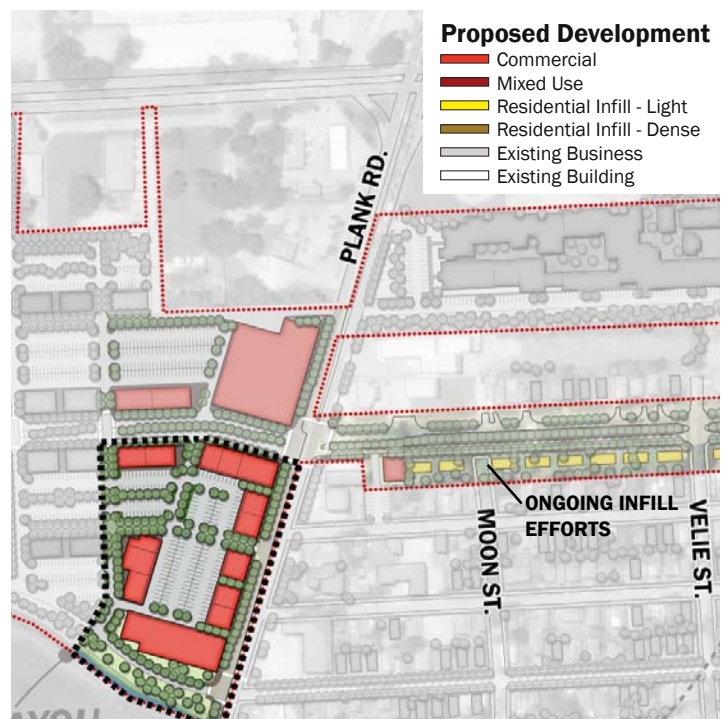 Proposed Development
Commercial
Mixed Use
Residential Infill - Light
Residential Infill - Dense
Existing Business
Existing Building
PLANK RD.
ONGOING INFILL
EFFORTS
MOON ST.
VELIE ST.